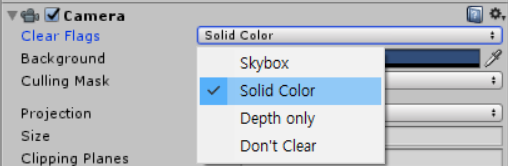 Camera
Clear Flags
Solid Color
Background
Skybox
Culling Mask
Solid Color
Projection
Depth only
Size
Don't Clear
Clipping Planes